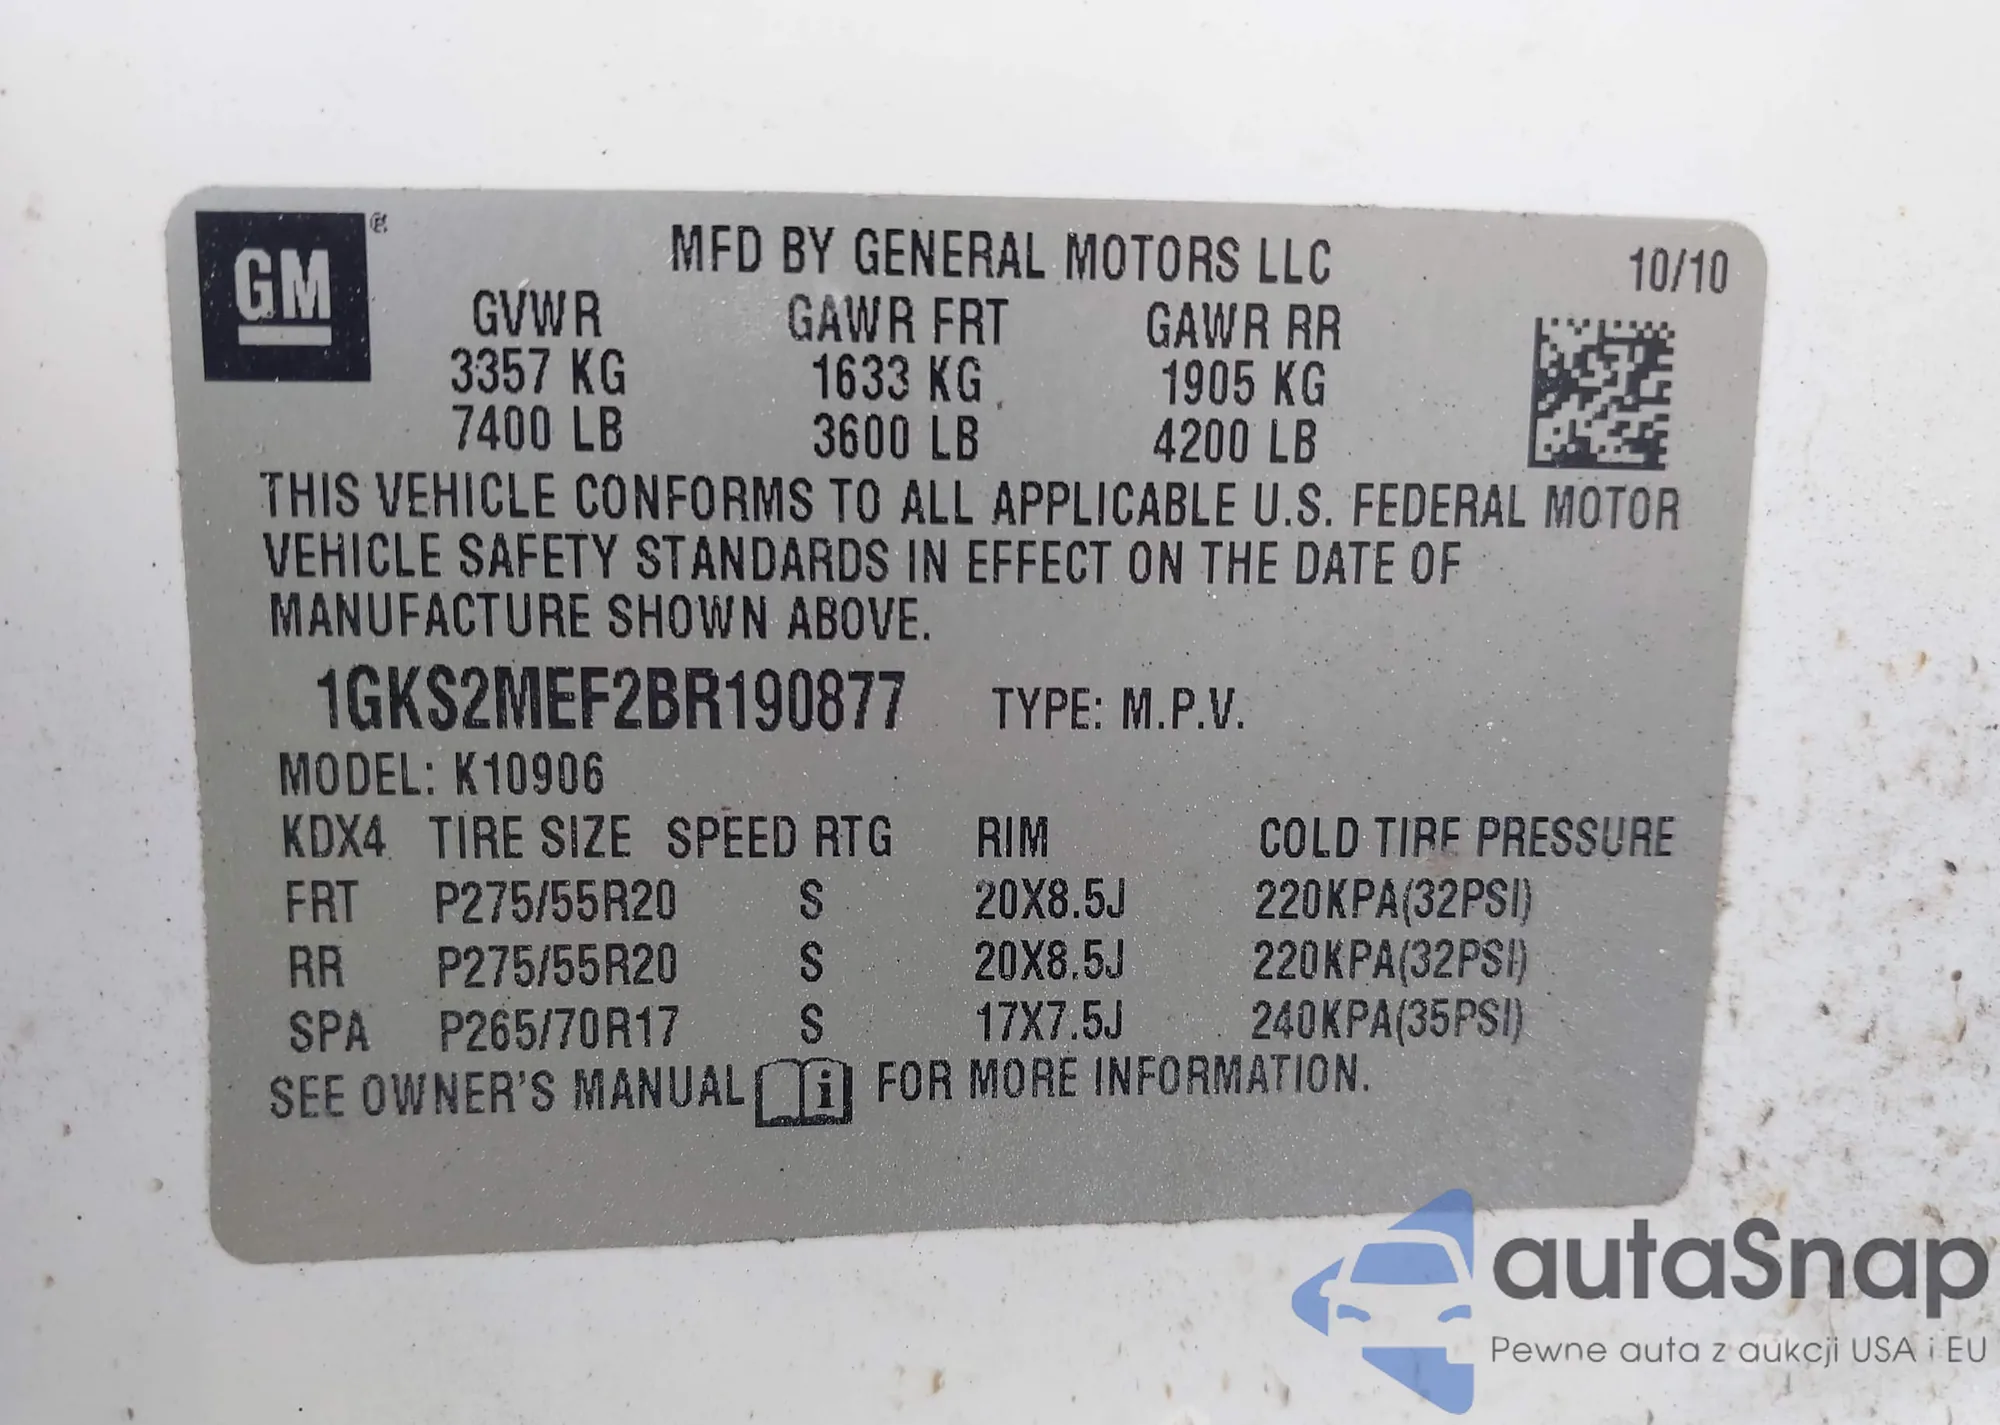 GM ®
MFD BY GENERAL MOTORS LLC 10/10
GVWR GAWR FRT GAWR RR
3357 KG 1633 KG 1905 KG
7400 LB 3600 LB 4200 LB
THIS VEHICLE CONFORMS TO ALL APPLICABLE U.S. FEDERAL MOTOR
VEHICLE SAFETY STANDARDS IN EFFECT ON THE DATE OF
MANUFACTURE SHOWN ABOVE.
1GKS2MEF2BR190877 TYPE: M.P.V.
MODEL: K10906
KDX4 TIRE SIZE SPEED RTG RIM COLD TIRE PRESSURE
FRT P275/55R20 S 20X8.5J 220KPA(32PSI)
RR P275/55R20 S 20X8.5J 220KPA(32PSI)
SPA P265/70R17 S 17X7.5J 240KPA(35PSI)
SEE OWNER'S MANUAL i FOR MORE INFORMATION.
autaSnap
Pewne auta z aukcji USA i EU